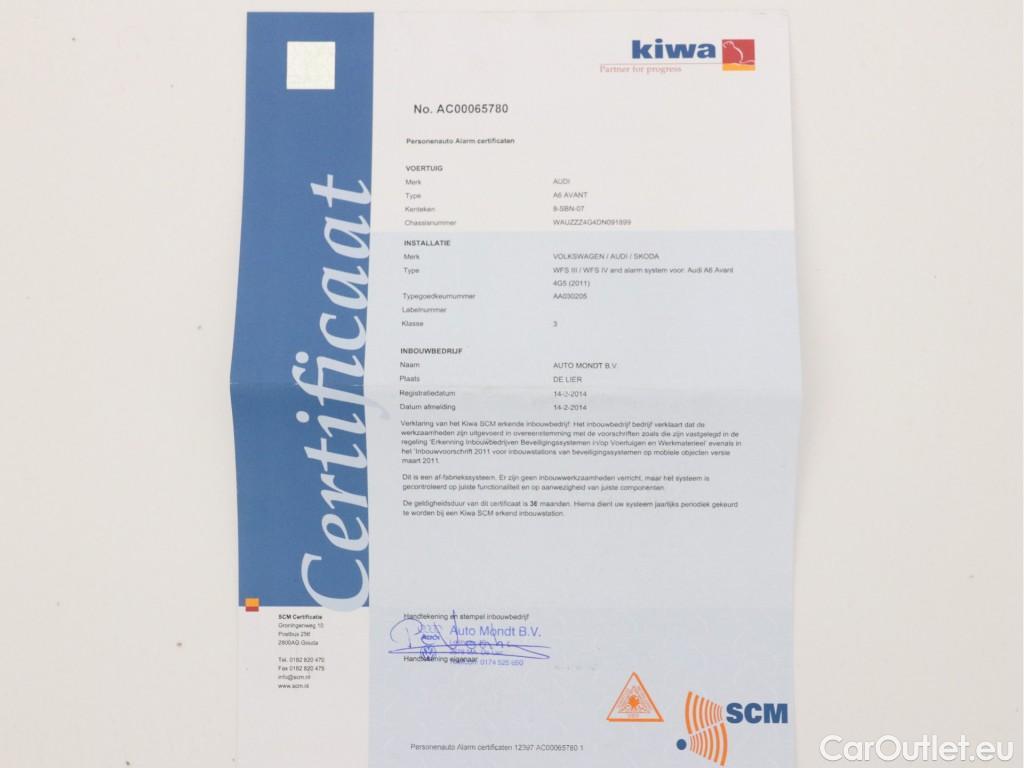 kiwa
Partner for progress
Certificaat
No. AC00065780
Personenauto Alarm certificaten
VOERTUIG
Merk AUDI
Type A6 AVANT
Kenteken 8-SBN-07
Chassisnummer WAUZZZ4G4DN091899
INSTALLATIE
Merk VOLKSWAGEN / AUDI / SKODA
Type WFS III / WFS IV and alarm system voor: Audi A6 Avant
4G5 (2011)
Typegoedkeurnummer AA030205
Labelnummer
Klasse 3
INBOUWBEDRIJF
Naam AUTO MONDT B.V.
Plaats DE LIER
Registratiedatum 14-2-2014
Datum afmelding 14-2-2014
Verklaring van het Kiwa SCM erkende inbouwbedrijf: Het inbouwbedrijf bedrijf verklaart dat de
werkzaamheden zijn uitgevoerd in overeenstemming met de voorschriften zoals die zijn vastgelegd in de
regeling 'Erkenning Inbouwbedrijven Beveiligingssystemen in/op Voertuigen en Werkmaterieel' evenals in
het 'Inbouwvoorschrift 2011 voor inbouwstations van beveiligingssystemen op mobiele objecten versie
maart 2011.
Dit is een af-fabriekssysteem. Er zijn geen inbouwwerkzaamheden verricht, maar het systeem is
gecontroleerd op juiste functionaliteit en op aanwezigheid van juiste componenten.
De geldigheidsduur van dit certificaat is 36 maanden. Hierna dient uw systeem jaarlijks periodiek gekeurd
te worden bij een Kiwa SCM erkend inbouwstation.
SCM Certificatie
Groningenweg 10
Postbus 256
2800AG Gouda
Tel. 0182 820 470
Fax 0182 820 475
info@scm.nl
www.scm.nl
Handtekening en stempel inbouwbedrijf
Auto Mondt B.V.
Audi
0174 525 650
Handtekening eigenaar
SCM
Personenauto Alarm certificaten 12397 AC00065780 1
CarOutlet.eu